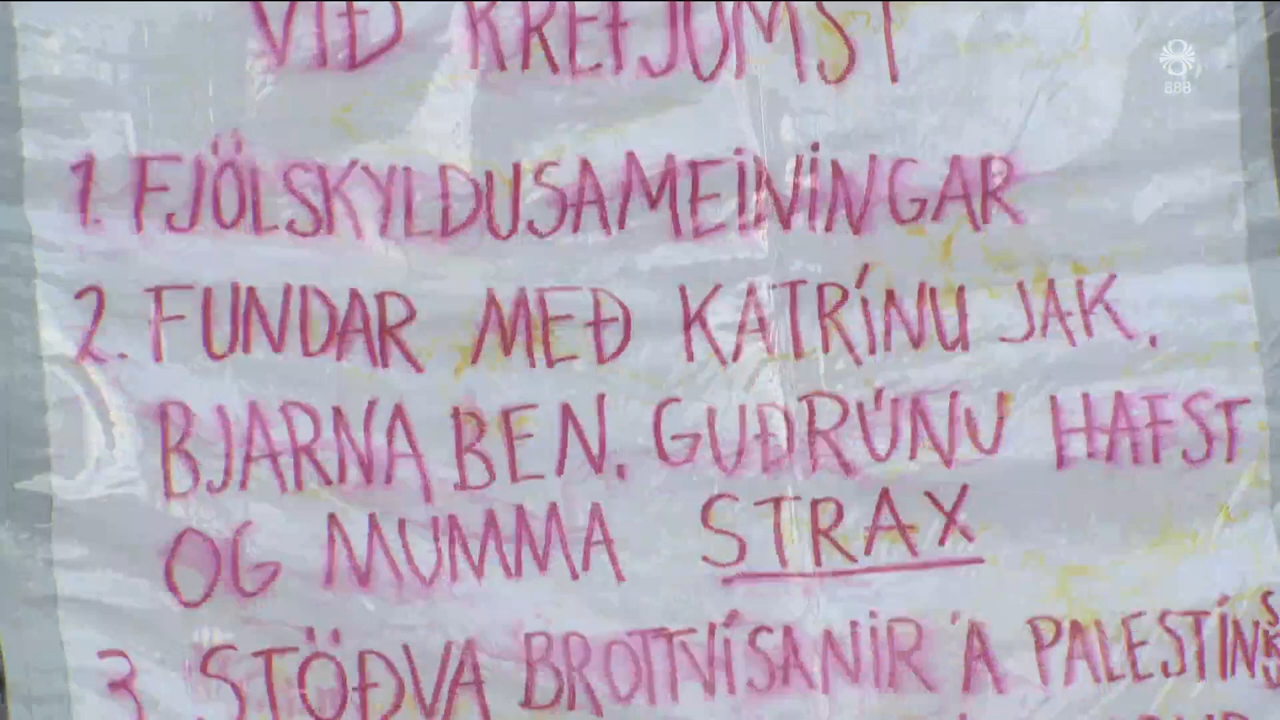 VIÐ KREFJUMST
888
1. FJÖLSKYLDUSAMEININGAR
2. FUNDAR MEÐ KATRÍNU JAK.
BJARNA BEN. GUÐRÚNU HAFST
OG MUMMA STRAX
3. STÖÐVA BROTTVÍSANIR Á